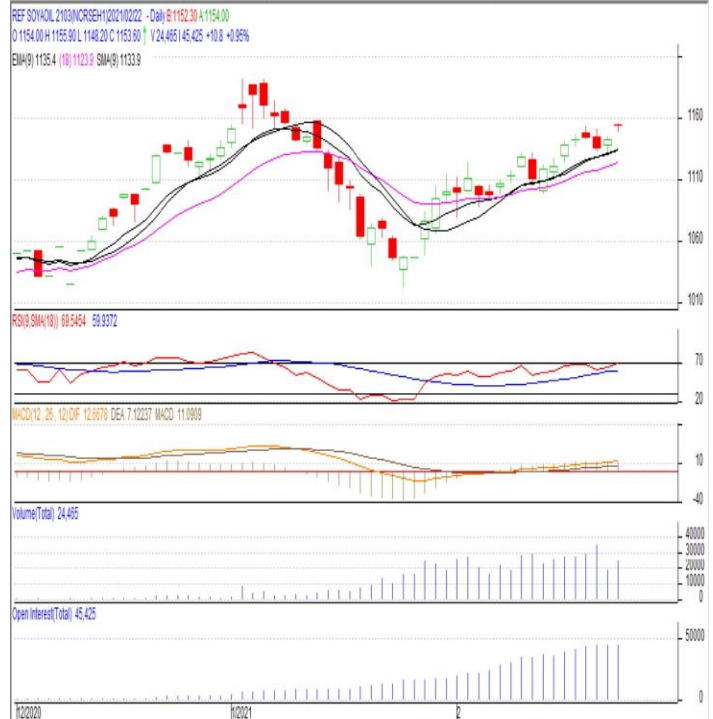 REF SOYAOIL 2103(NCRSEH1)2021/02/22 - Daily B:1152.30 A:1154.00
O 1154.00 H 1155.90 L 1148.20 C 1153.60 ↑ V 24,465 I 45,425 +10.8 +0.95%
EMA(9) 1135.4 (18) 1123.9 SMA(9) 1133.9
1160
1110
1060
1010
RSI(9,SMA(18)) 69.5454 59.9372
70
20
MACD(12, 26, 12) DIF 12.6678 DEA 7.12237 MACD 11.0909
10
-40
Volume(Total) 24,465
40000
30000
20000
10000
0
Open Interest(Total) 45,425
50000
0
12/2020 1/2021 2